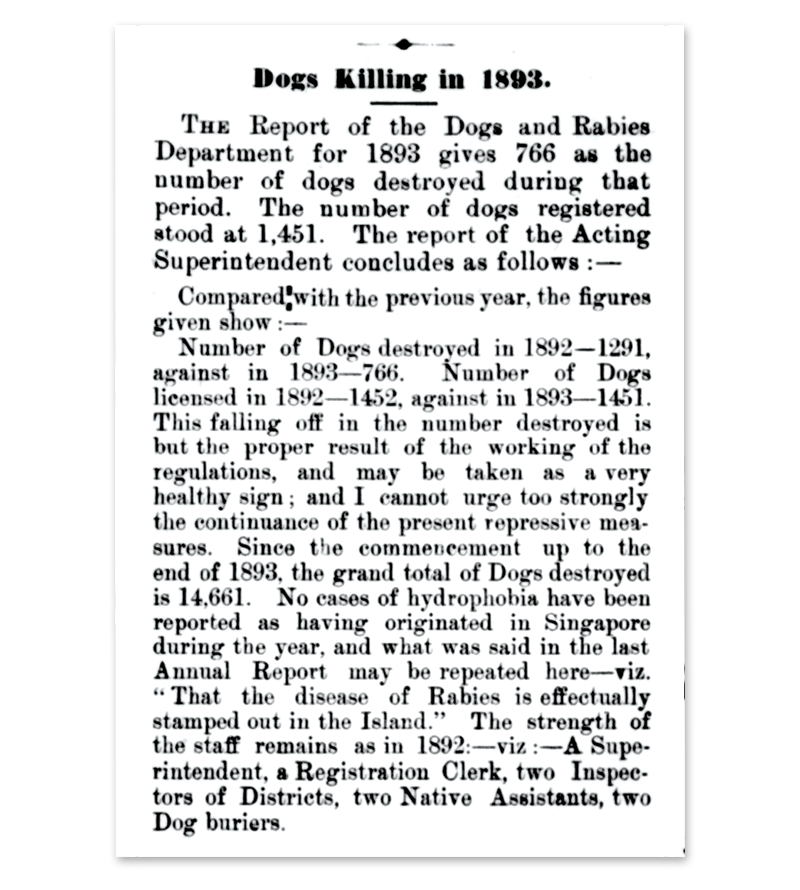 Dogs Killing in 1893.
THE Report of the Dogs and Rabies
Department for 1893 gives 766 as the
number of dogs destroyed during that
period. The number of dogs registered
stood at 1,451. The report of the Acting
Superintendent concludes as follows :—
Compared with the previous year, the figures
given show :—
Number of Dogs destroyed in 1892—1291,
against in 1893—766. Number of Dogs
licensed in 1892—1452, against in 1893—1451.
This falling off in the number destroyed is
but the proper result of the working of the
regulations, and may be taken as a very
healthy sign ; and I cannot urge too strongly
the continuance of the present repressive mea-
sures. Since the commencement up to the
end of 1893, the grand total of Dogs destroyed
is 14,661. No cases of hydrophobia have been
reported as having originated in Singapore
during the year, and what was said in the last
Annual Report may be repeated here—viz.
“That the disease of Rabies is effectually
stamped out in the Island.” The strength of
the staff remains as in 1892:—viz :—A Supe-
rintendent, a Registration Clerk, two Inspec-
tors of Districts, two Native Assistants, two
Dog buriers.